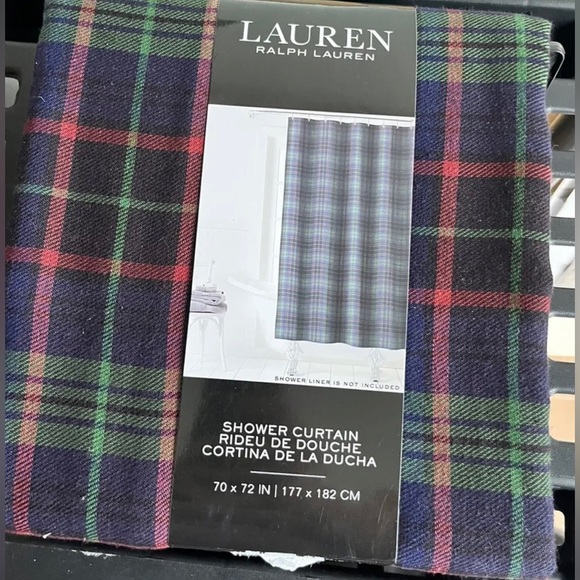 LAUREN
RALPH LAUREN
SHOWER LINER IS NOT INCLUDED
SHOWER CURTAIN
RIDEU DE DOUCHE
CORTINA DE LA DUCHA
70 x 72 IN | 177 x 182 CM